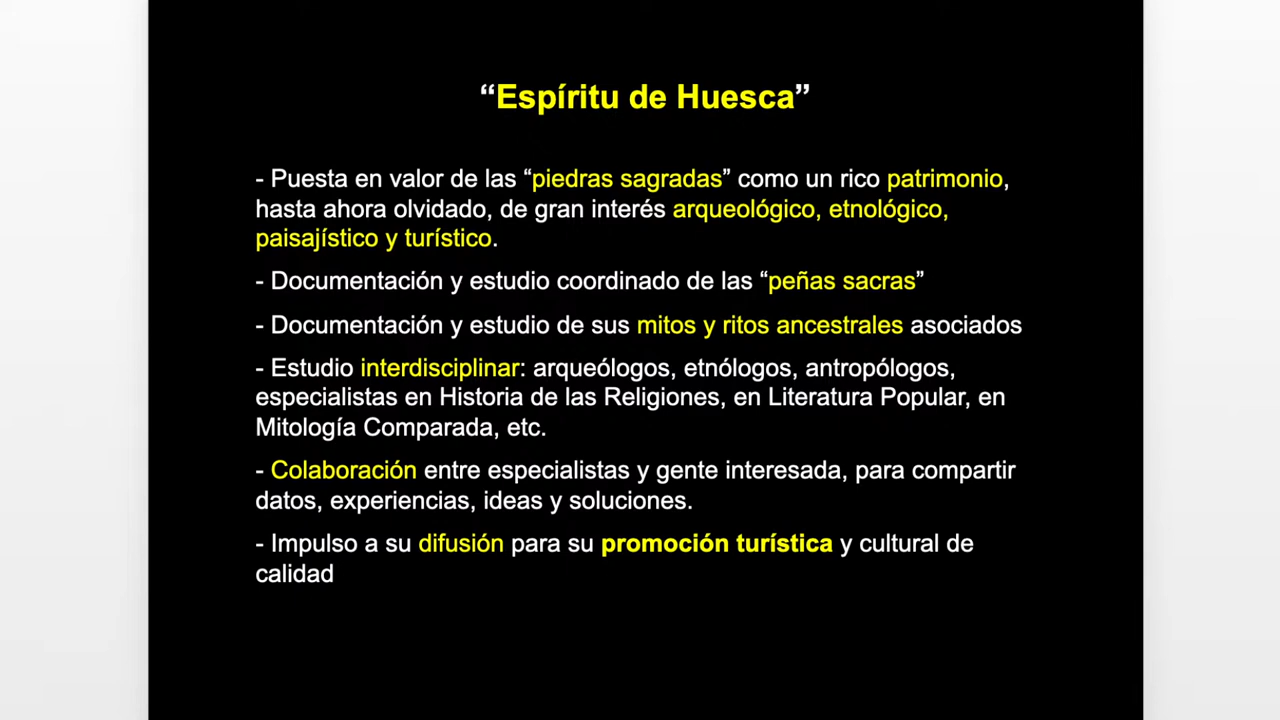 “Espíritu de Huesca”
- Puesta en valor de las “piedras sagradas” como un rico patrimonio,
hasta ahora olvidado, de gran interés arqueológico, etnológico,
paisajístico y turístico.
- Documentación y estudio coordinado de las “peñas sacras”
- Documentación y estudio de sus mitos y ritos ancestrales asociados
- Estudio interdisciplinar: arqueólogos, etnólogos, antropólogos,
especialistas en Historia de las Religiones, en Literatura Popular, en
Mitología Comparada, etc.
- Colaboración entre especialistas y gente interesada, para compartir
datos, experiencias, ideas y soluciones.
- Impulso a su difusión para su promoción turística y cultural de
calidad